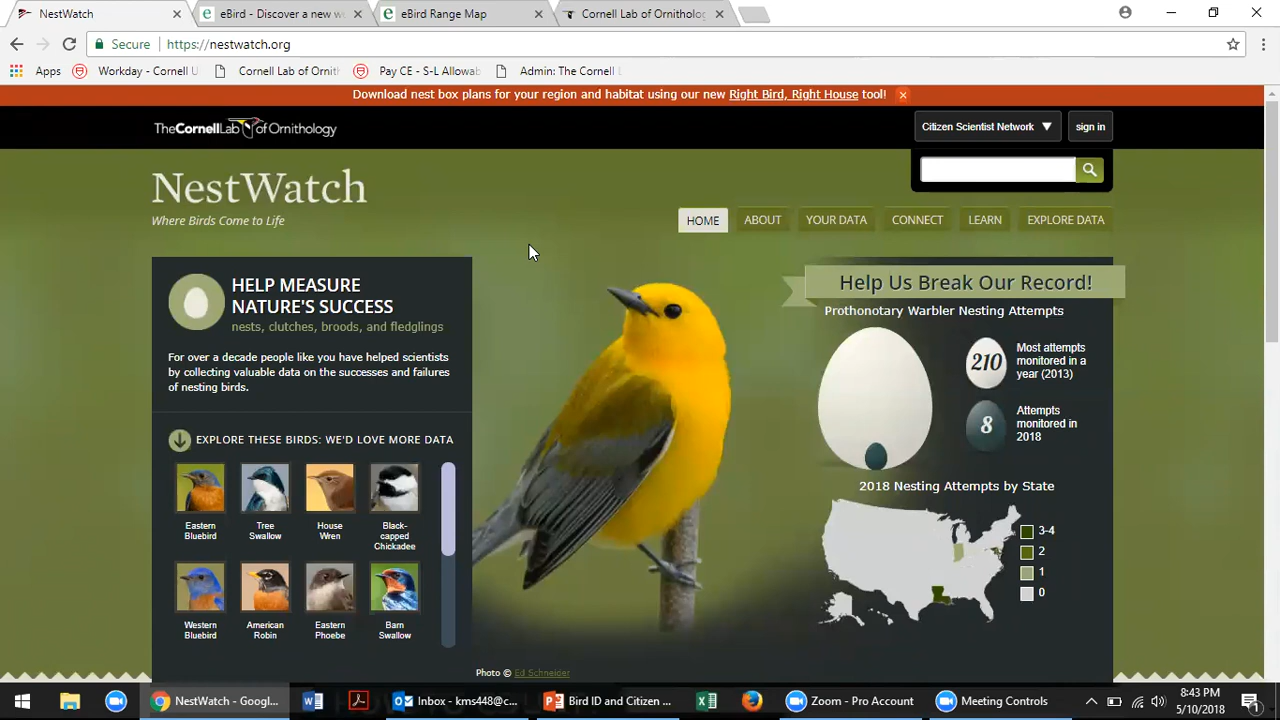 NestWatch
eBird - Discover a new w
eBird Range Map
Cornell Lab of Ornitholog
Secure
https://nestwatch.org
Apps
Workday - Cornell U
Cornell Lab of Ornith
Pay CE - S-L Allowab
Admin: The Cornell L
Download nest box plans for your region and habitat using our new Right Bird, Right House tool!
TheCornellLab of Ornithology
Citizen Scientist Network
sign in
NestWatch
Where Birds Come to Life
HOME
ABOUT
YOUR DATA
CONNECT
LEARN
EXPLORE DATA
HELP MEASURE
NATURE'S SUCCESS
nests, clutches, broods, and fledglings
For over a decade people like you have helped scientists
by collecting valuable data on the successes and failures
of nesting birds.
EXPLORE THESE BIRDS: WE'D LOVE MORE DATA
Eastern
Bluebird
Tree
Swallow
House
Wren
Black-
capped
Chickadee
Western
Bluebird
American
Robin
Eastern
Phoebe
Barn
Swallow
Help Us Break Our Record!
Prothonotary Warbler Nesting Attempts
210
Most attempts
monitored in a
year (2013)
8
Attempts
monitored in
2018
2018 Nesting Attempts by State
3-4
2
1
0
Photo © Ed Schneider
NestWatch - Googl...
Inbox - kms448@c...
Bird ID and Citizen ...
Zoom - Pro Account
Meeting Controls
8:43 PM
5/10/2018
1